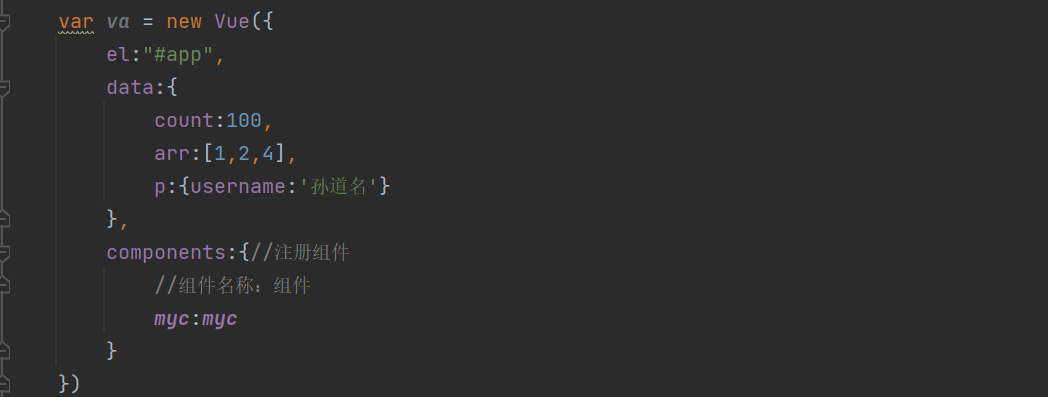 var va = new Vue({
    el:"#app",
    data:{
        count:100,
        arr:[1,2,4],
        p:{username:'孙道名'}
    },
    components:{//注册组件
        //组件名称：组件
        myc:myc
    }
})